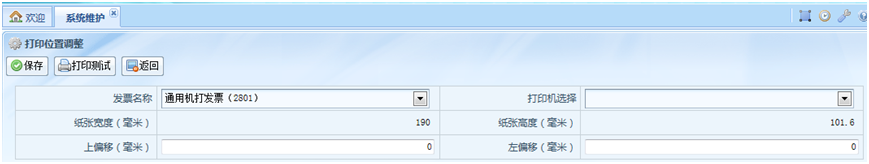 欢迎 系统维护
打印位置调整
保存 打印测试 返回
发票名称 通用机打发票（2801） 打印机选择
纸张宽度（毫米） 190 纸张高度（毫米） 101.6
上偏移（毫米） 0 左偏移（毫米） 0